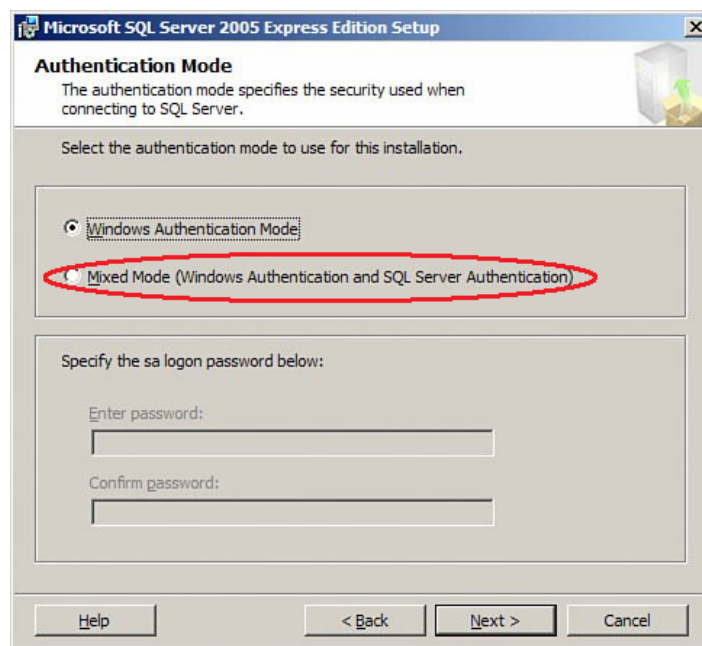 Microsoft SQL Server 2005 Express Edition Setup
Authentication Mode
The authentication mode specifies the security used when
connecting to SQL Server.
Select the authentication mode to use for this installation.
Windows Authentication Mode
Mixed Mode (Windows Authentication and SQL Server Authentication)
Specify the sa logon password below:
Enter password:
Confirm password:
Help
< Back
Next >
Cancel